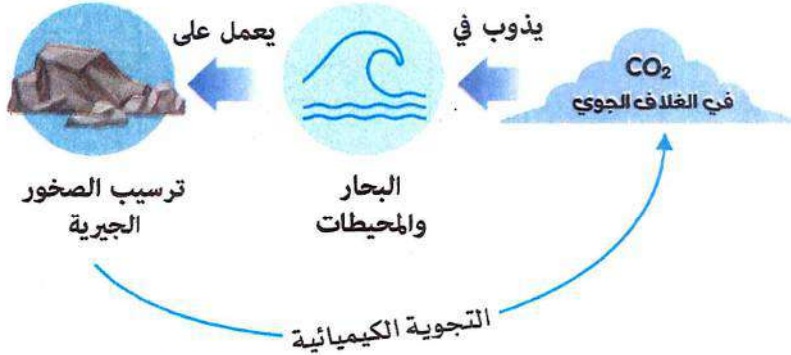 يذوب في
يعمل على
CO₂
في الغلاف الجوي
البحار
والمحيطات
ترسيب الصخور
الجيرية
التجوية الكيميائية